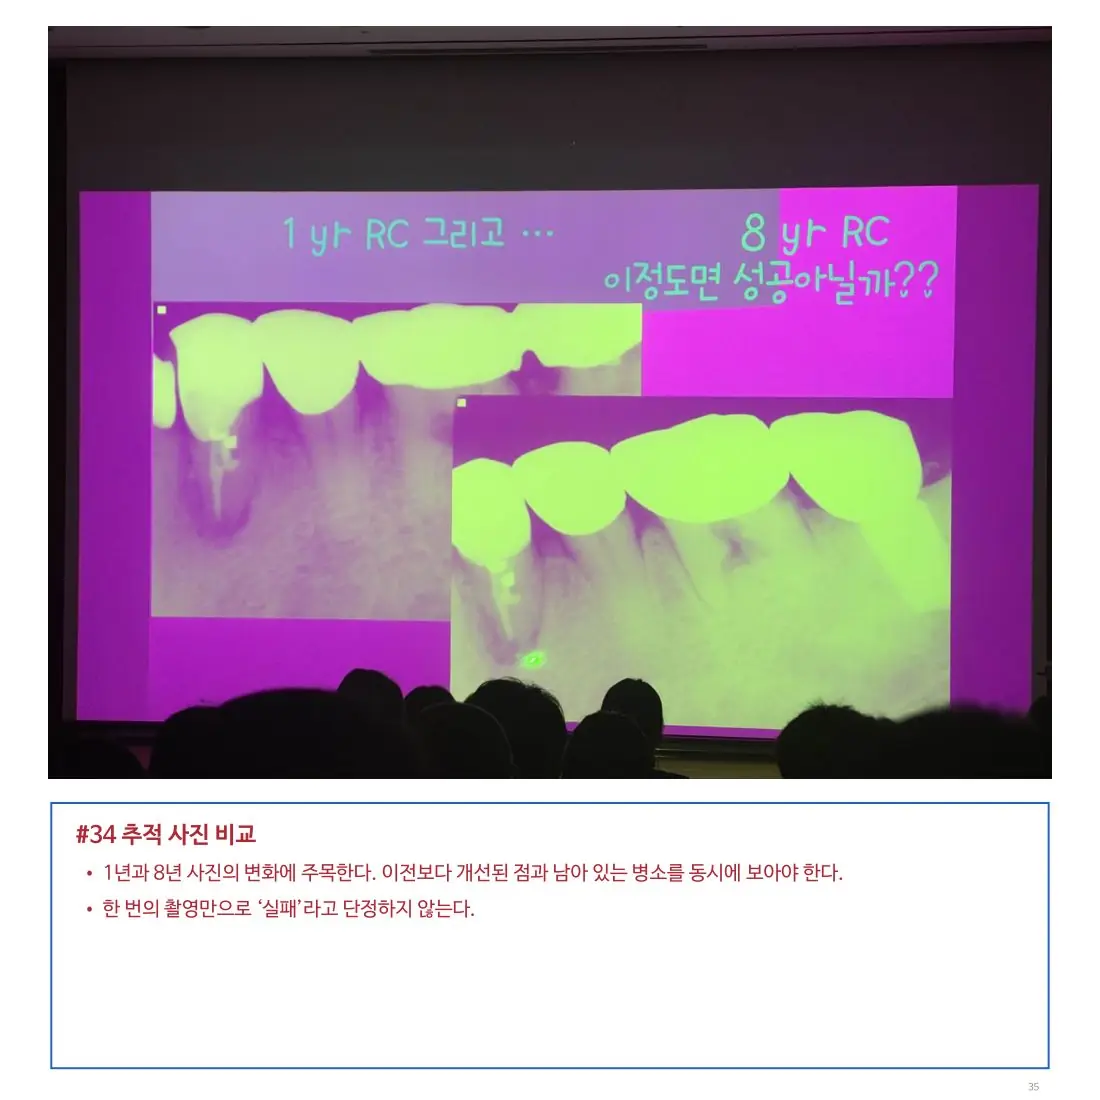 1 yr RC 그리고 ...
8 yr RC
이정도면 성공아닐까??
#34 추적 사진 비교
• 1년과 8년 사진의 변화에 주목한다. 이전보다 개선된 점과 남아 있는 병소를 동시에 보아야 한다.
• 한 번의 촬영만으로 ‘실패’라고 단정하지 않는다.
35